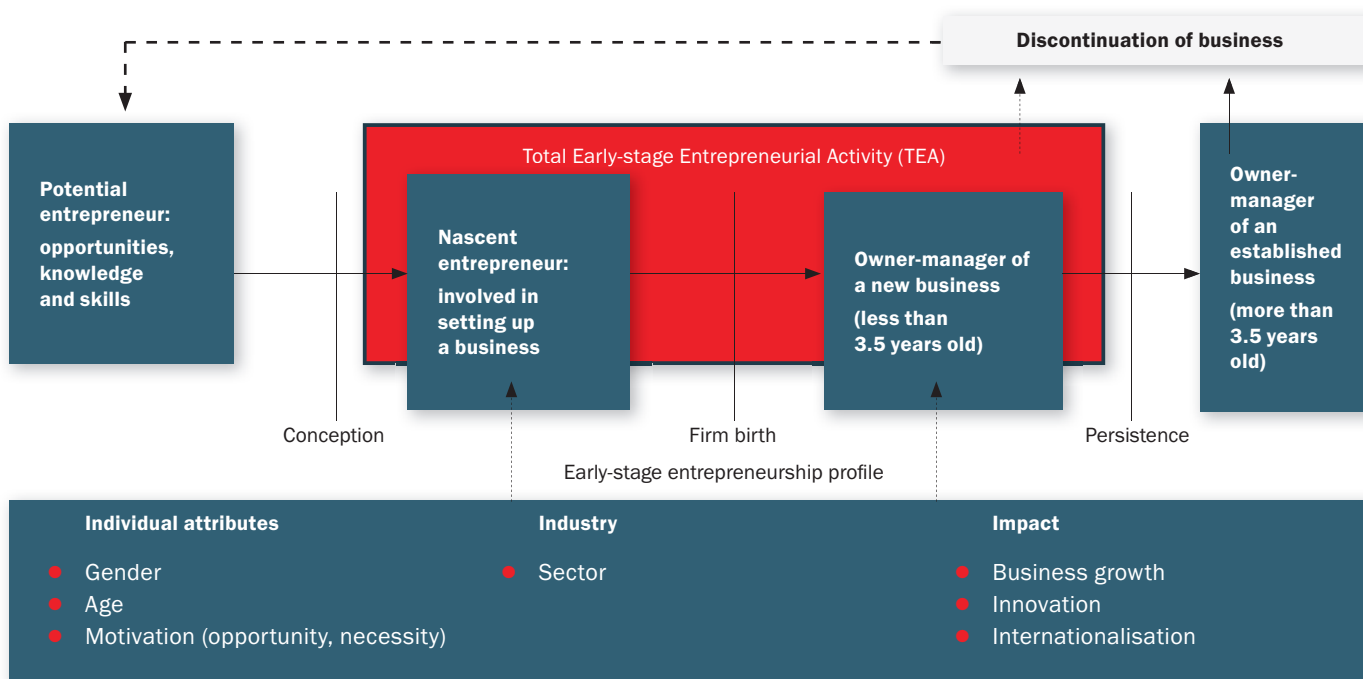 Discontinuation of business
Total Early-stage Entrepreneurial Activity (TEA)
Potential
entrepreneur:
opportunities,
knowledge
and skills
Nascent
entrepreneur:
involved in
setting up
a business
Owner-manager of
a new business
(less than
3.5 years old)
Owner-
manager
of an
established
business
(more than
3.5 years
old)
Conception
Firm birth
Persistence
Early-stage entrepreneurship profile
Individual attributes
Gender
Age
Motivation (opportunity, necessity)
Industry
Sector
Impact
Business growth
Innovation
Internationalisation